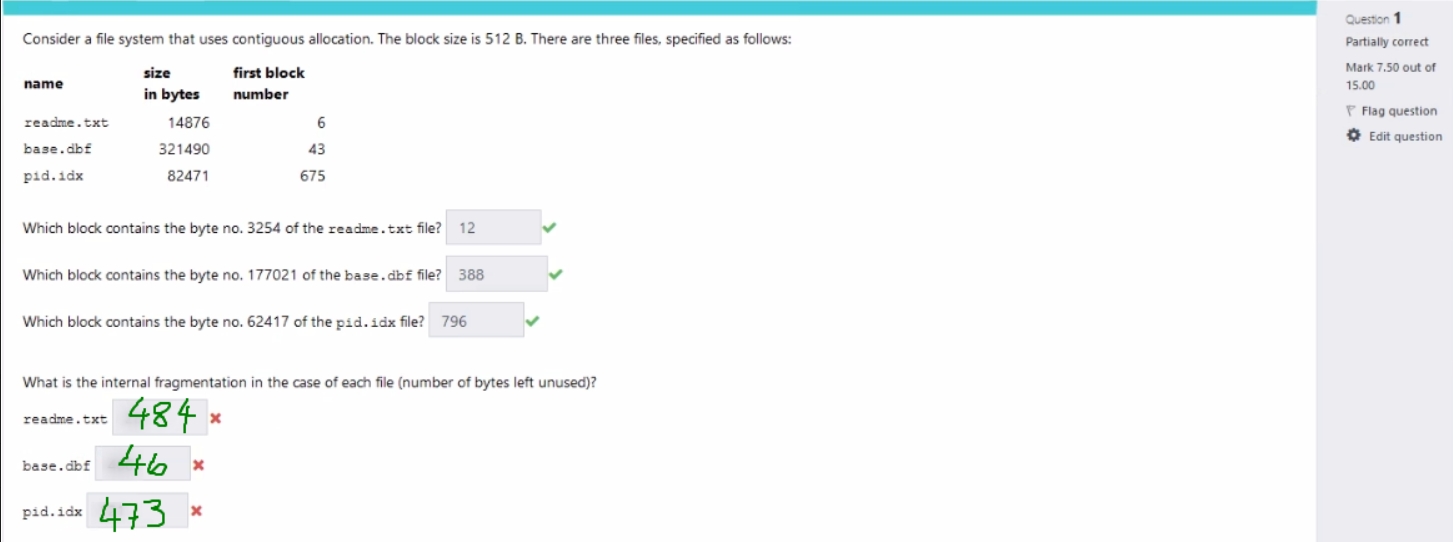 Question 1
Partially correct
Mark 7.50 out of
15.00
Flag question
Edit question
Consider a file system that uses contiguous allocation. The block size is 512 B. There are three files, specified as follows:
name size in bytes first block number
readme.txt 14876 6
base.dbf 321490 43
pid.idx 82471 675
Which block contains the byte no. 3254 of the readme.txt file? 12
Which block contains the byte no. 177021 of the base.dbf file? 388
Which block contains the byte no. 62417 of the pid.idx file? 796
What is the internal fragmentation in the case of each file (number of bytes left unused)?
readme.txt 484
base.dbf 46
pid.idx 473